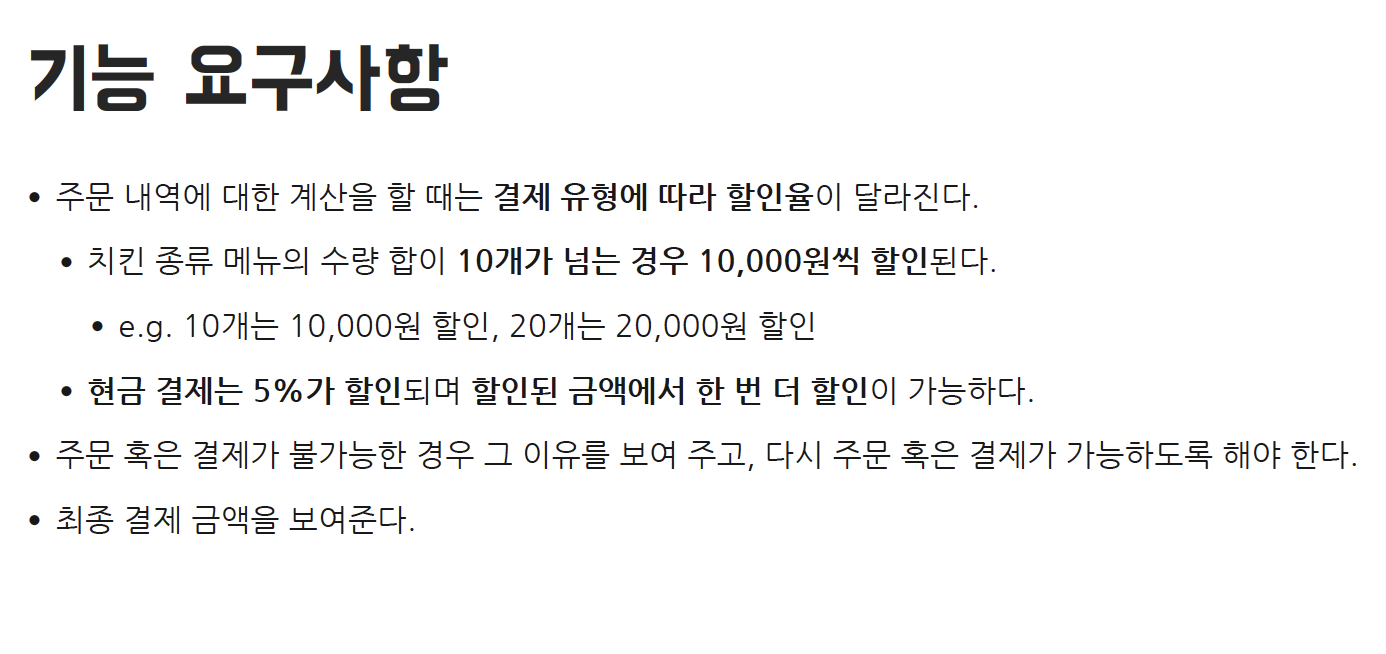 기능 요구사항
• 주문 내역에 대한 계산을 할 때는 결제 유형에 따라 할인율이 달라진다.
• 치킨 종류 메뉴의 수량 합이 10개가 넘는 경우 10,000원씩 할인된다.
• e.g. 10개는 10,000원 할인, 20개는 20,000원 할인
• 현금 결제는 5%가 할인되며 할인된 금액에서 한 번 더 할인이 가능하다.
• 주문 혹은 결제가 불가능한 경우 그 이유를 보여 주고, 다시 주문 혹은 결제가 가능하도록 해야 한다.
• 최종 결제 금액을 보여준다.